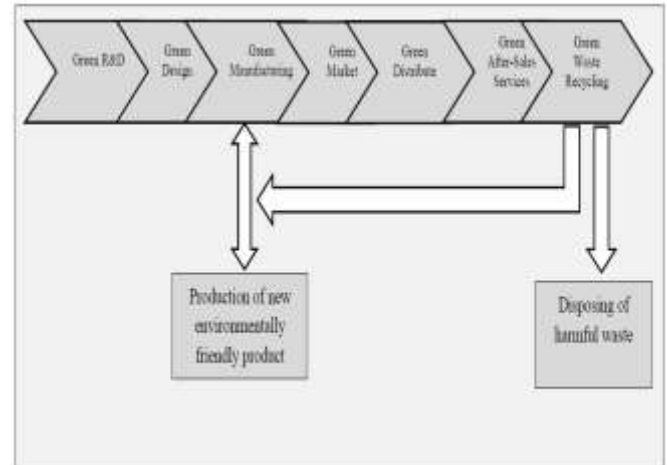 Green R&D
Green
Design
Green
Manufacturing
Green
Market
Green
Distribute
Green
After-Sales
Services
Green
Waste
Recycling
Production of new
environmentally
friendly product
Disposing of
harmful waste